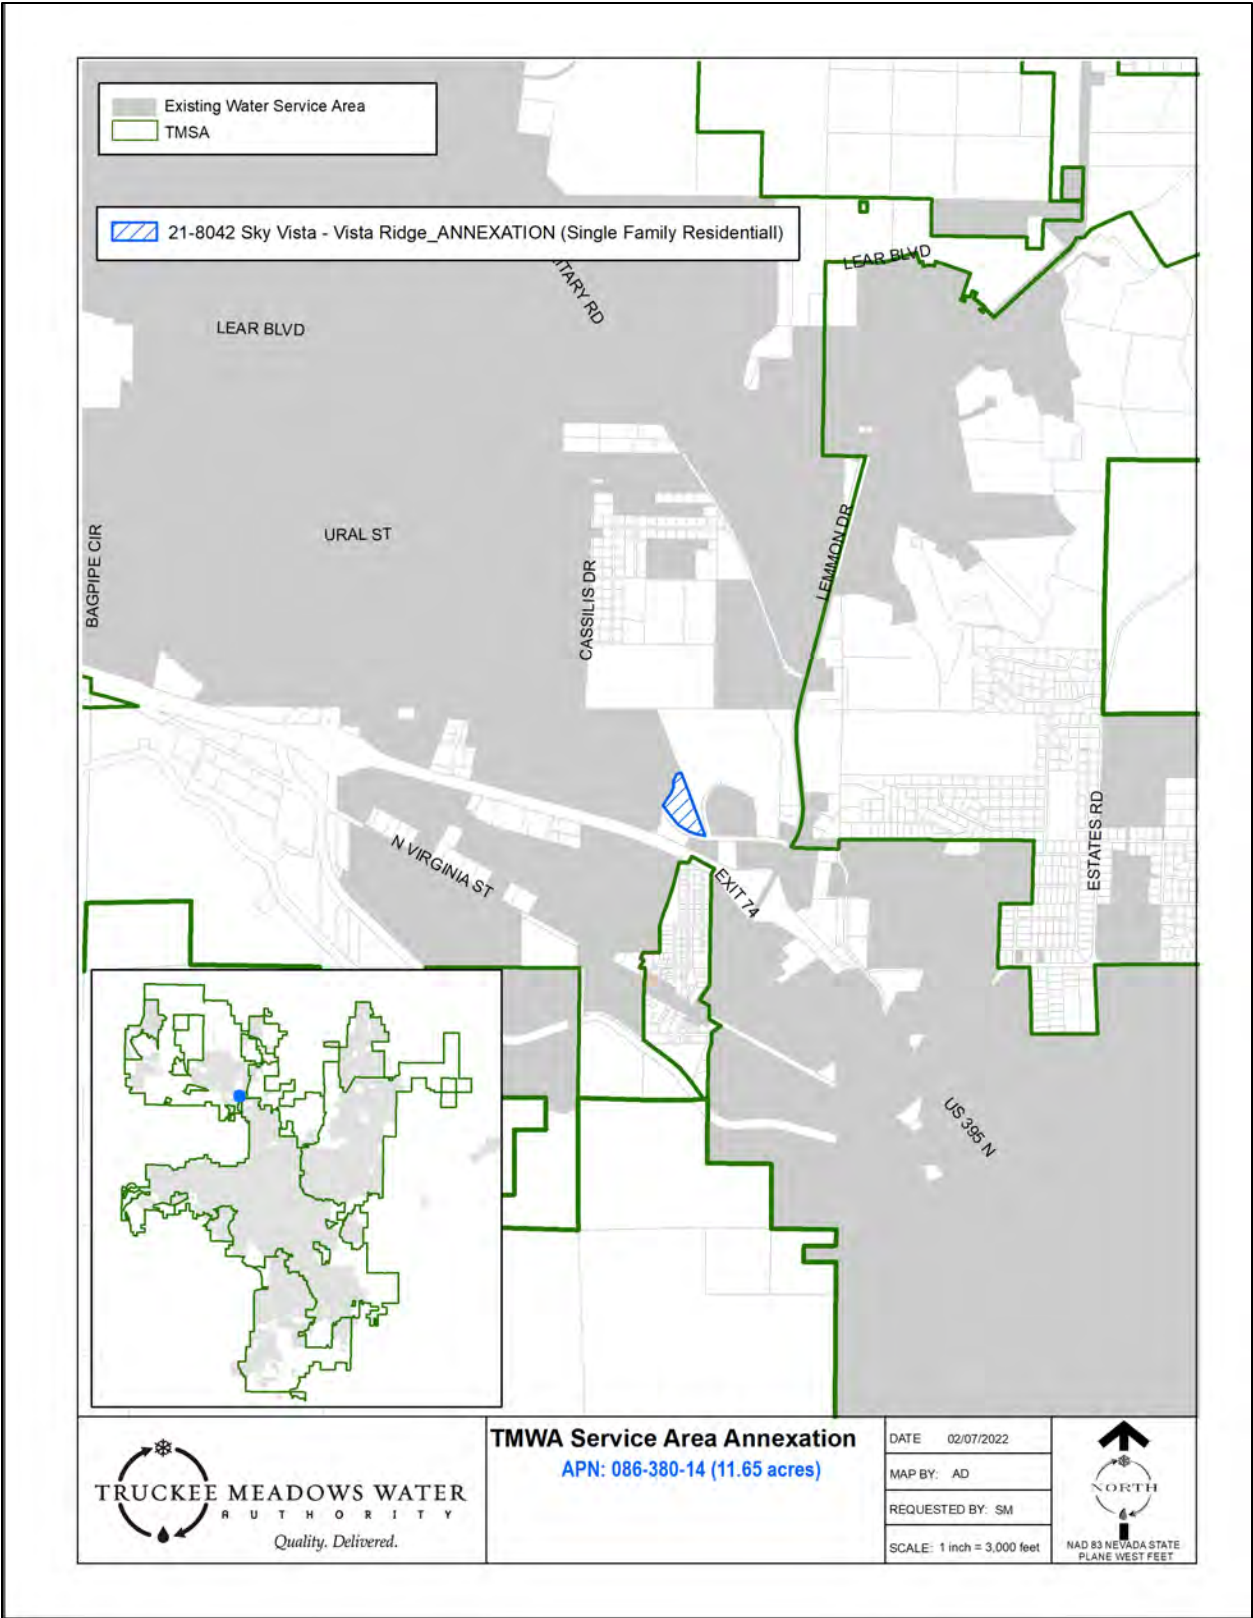 Existing Water Service Area
TMSA
21-8042 Sky Vista - Vista Ridge_ANNEXATION (Single Family Residentiall)
ITARY RD
LEAR BLVD
LEAR BLVD
URAL ST
BAGPIPE CIR
CASSILIS DR
LEMMON DR
N VIRGINIA ST
EXIT 74
ESTATES RD
US 395 N
TRUCKEE MEADOWS WATER
AUTHORITY
Quality. Delivered.
TMWA Service Area Annexation
APN: 086-380-14 (11.65 acres)
DATE 02/07/2022
MAP BY: AD
REQUESTED BY: SM
SCALE: 1 inch = 3,000 feet
NORTH
NAD 83 NEVADA STATE
PLANE WEST FEET